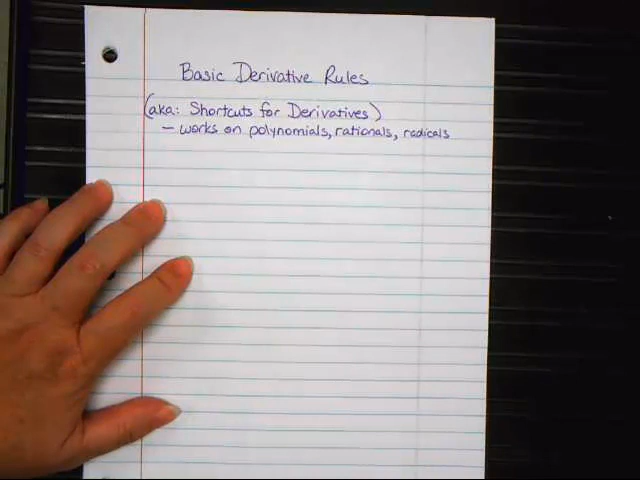 Basic Derivative Rules
(aka: Shortcuts for Derivatives)
- works on polynomials, rationals, radicals